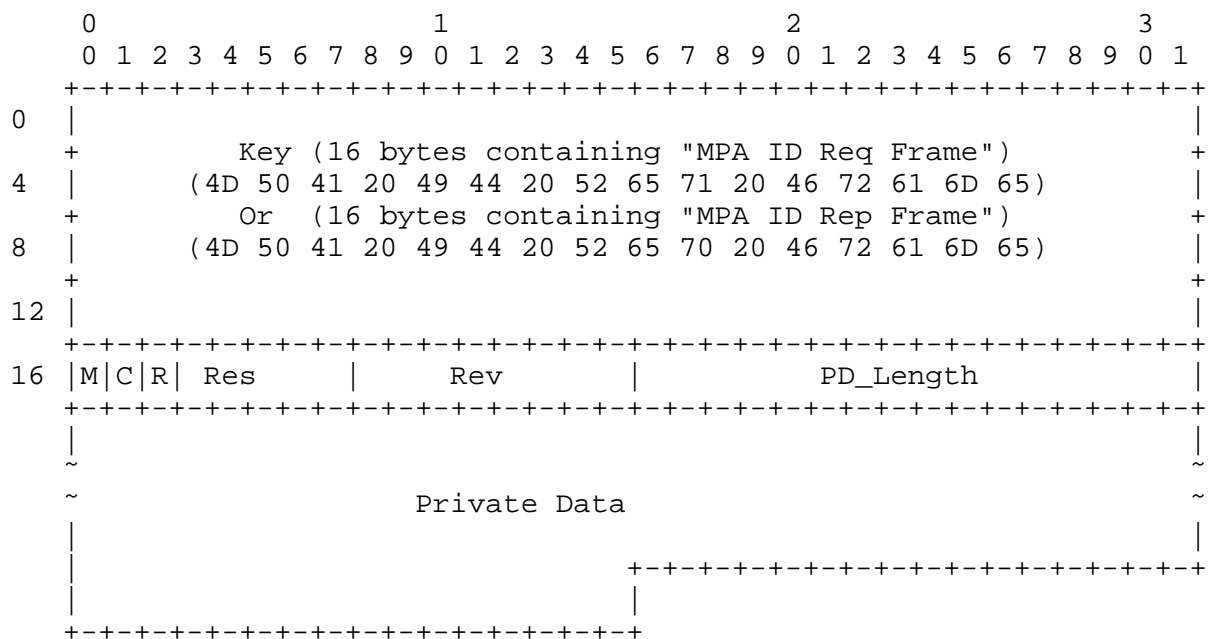 0                   1                   2                   3
       0 1 2 3 4 5 6 7 8 9 0 1 2 3 4 5 6 7 8 9 0 1 2 3 4 5 6 7 8 9 0 1
      +-+-+-+-+-+-+-+-+-+-+-+-+-+-+-+-+-+-+-+-+-+-+-+-+-+-+-+-+-+-+-+-+
   0  |                                                               |
      +         Key (16 bytes containing "MPA ID Req Frame")          +
   4  |      (4D 50 41 20 49 44 20 52 65 71 20 46 72 61 6D 65)        |
      +         Or  (16 bytes containing "MPA ID Rep Frame")          +
   8  |      (4D 50 41 20 49 44 20 52 65 70 20 46 72 61 6D 65)        |
      +                                                               +
   12 |                                                               |
      +-+-+-+-+-+-+-+-+-+-+-+-+-+-+-+-+-+-+-+-+-+-+-+-+-+-+-+-+-+-+-+-+
   16 |M|C|R| Res     |     Rev       |          PD_Length            |
      +-+-+-+-+-+-+-+-+-+-+-+-+-+-+-+-+-+-+-+-+-+-+-+-+-+-+-+-+-+-+-+-+
      |                                                               |
      ~                                                               ~
      ~                   Private Data                                ~
      |                                                               |
      |                               +-+-+-+-+-+-+-+-+-+-+-+-+-+-+-+-+
      |                               |
      +-+-+-+-+-+-+-+-+-+-+-+-+-+-+-+-+